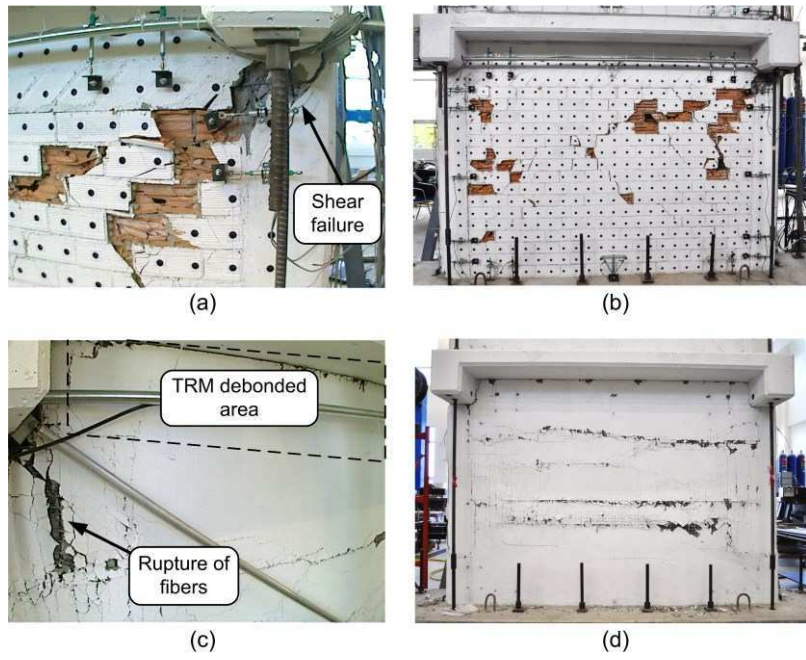 Shear
failure
(a)
(b)
TRM debonded
area
Rupture of
fibers
(c)
(d)